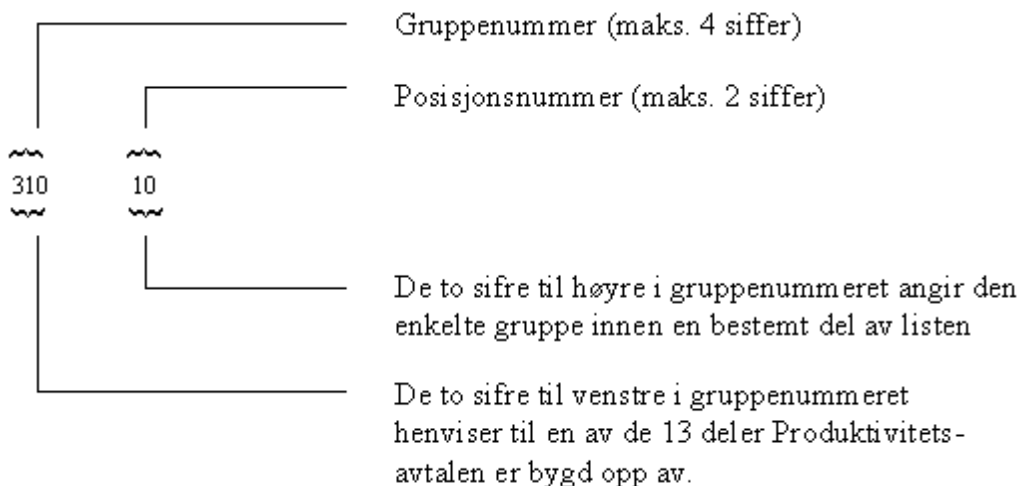 Gruppenummer (maks. 4 siffer)
Posisjonsnummer (maks. 2 siffer)
310 10
De to sifre til høyre i gruppenummeret angir den
enkelte gruppe innen en bestemt del av listen
De to sifre til venstre i gruppenummeret
henviser til en av de 13 deler Produktivitets-
avtalen er bygd opp av.